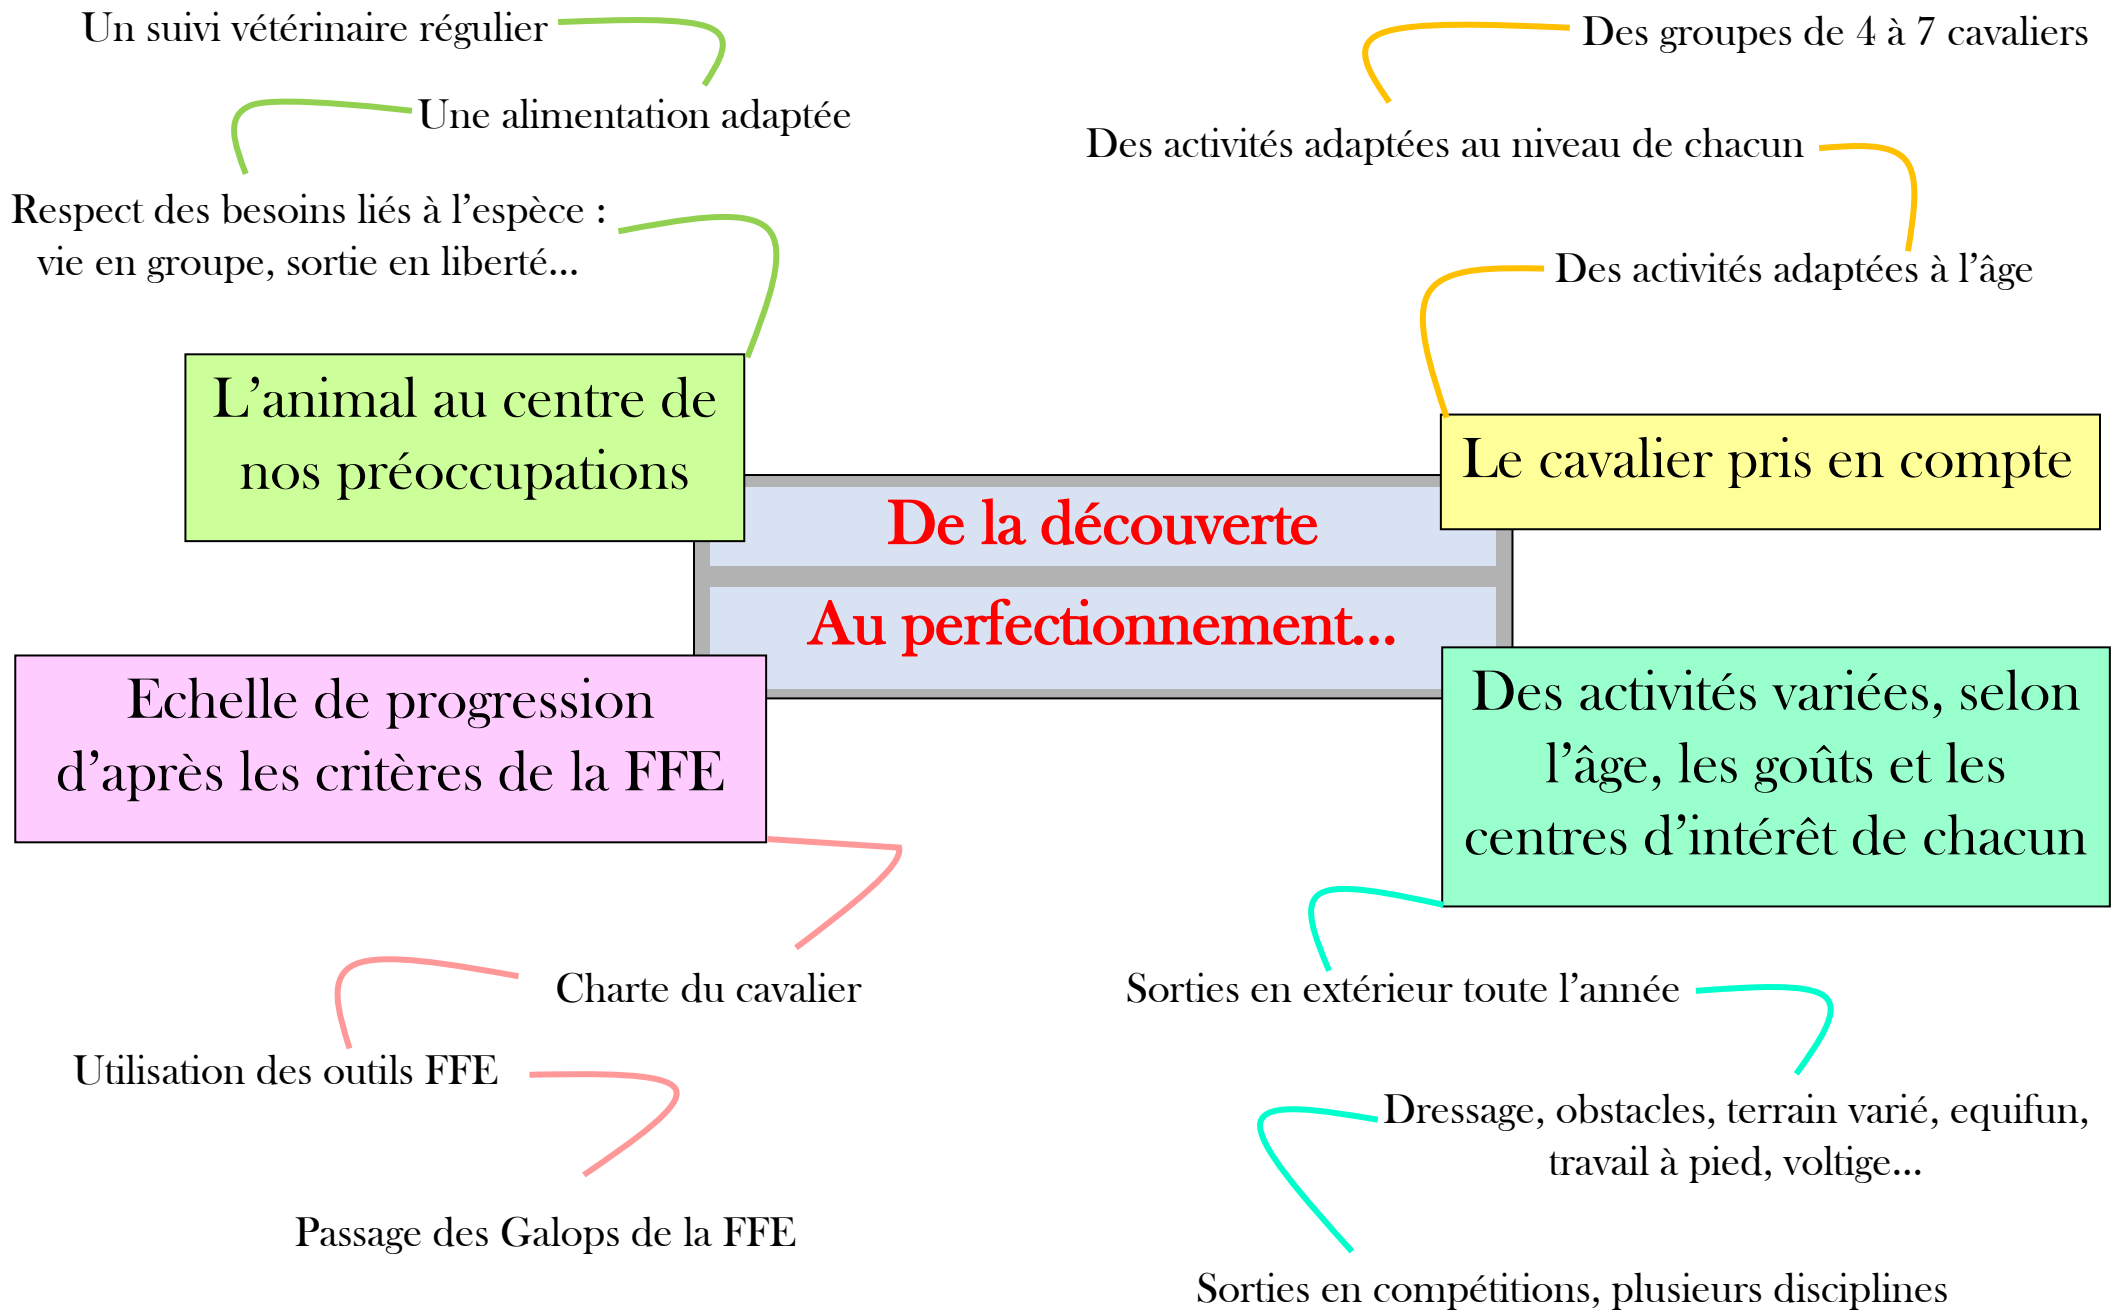 Un suivi vétérinaire régulier
Une alimentation adaptée
Respect des besoins liés à l’espèce :
vie en groupe, sortie en liberté...
L’animal au centre de
nos préoccupations
Des groupes de 4 à 7 cavaliers
Des activités adaptées au niveau de chacun
Des activités adaptées à l’âge
Le cavalier pris en compte
De la découverte
Au perfectionnement...
Echelle de progression
d’après les critères de la FFE
Charte du cavalier
Utilisation des outils FFE
Passage des Galops de la FFE
Des activités variées, selon
l’âge, les goûts et les
centres d’intérêt de chacun
Sorties en extérieur toute l’année
Dressage, obstacles, terrain varié, equifun,
travail à pied, voltige...
Sorties en compétitions, plusieurs disciplines